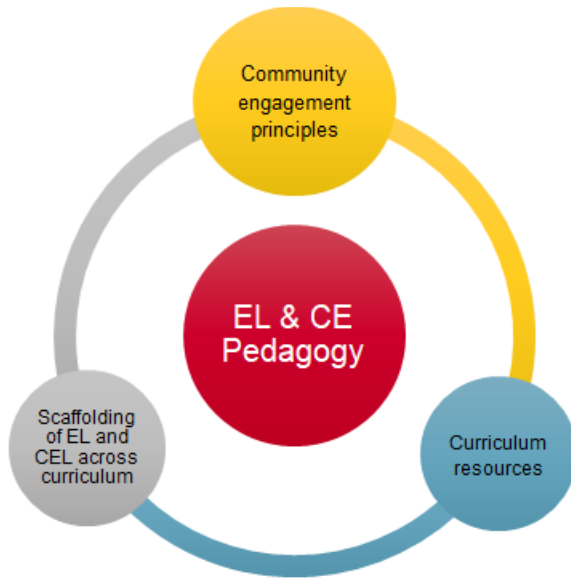 Community
engagement
principles
EL & CE
Pedagogy
Scaffolding
of EL and
CEL across
curriculum
Curriculum
resources